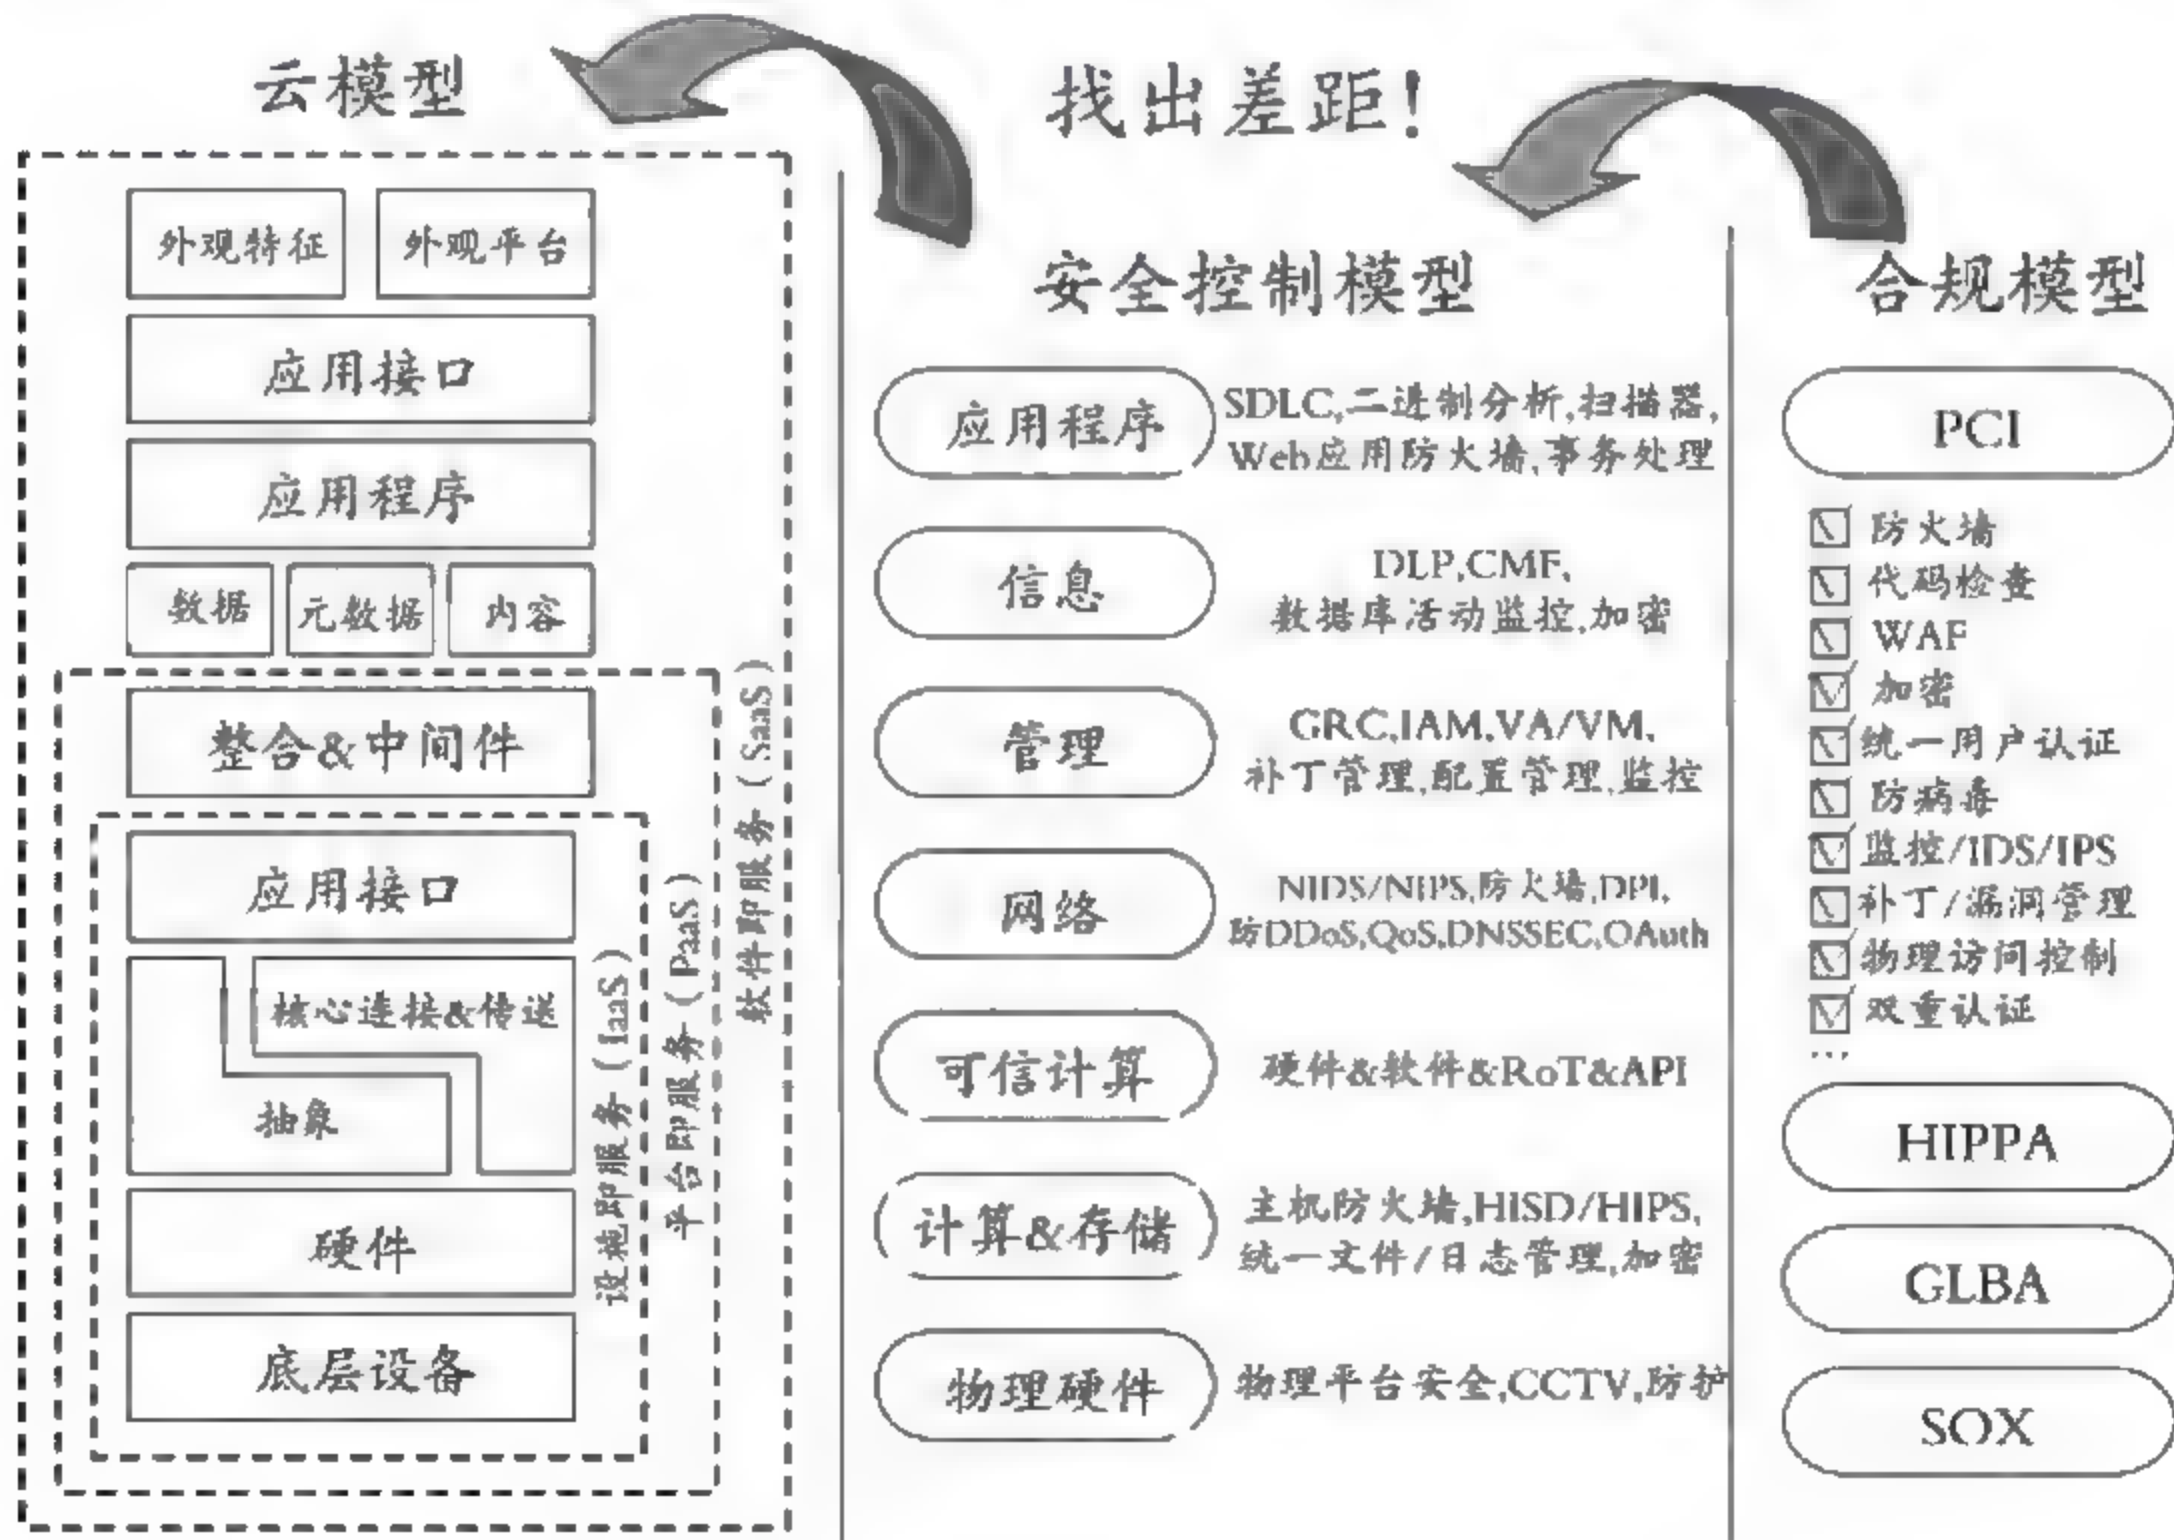 云模型
外观特征
外观平台
应用接口
应用程序
数据
元数据
内容
整合&中间件
应用接口
核心连接&传送
抽象
硬件
底层设备
设施即服务（IaaS）
平台即服务（PaaS）
软件即服务（SaaS）
找出差距！
安全控制模型
应用程序
SDLC,二进制分析,扫描器,
Web应用防火墙,事务处理
信息
DLP,CMF,
数据库活动监控,加密
管理
GRC,IAM,VA/VM,
补丁管理,配置管理,监控
网络
NIDS/NIPS,防火墙,DPI,
防DDoS,QoS,DNSSEC,OAuth
可信计算
硬件&软件&RoT&API
计算&存储
主机防火墙,HISD/HIPS,
统一文件/日志管理,加密
物理硬件
物理平台安全,CCTV,防护
合规模型
PCI
防火墙
代码检查
WAF
加密
统一用户认证
防病毒
监控/IDS/IPS
补丁/漏洞管理
物理访问控制
双重认证
…
HIPPA
GLBA
SOX